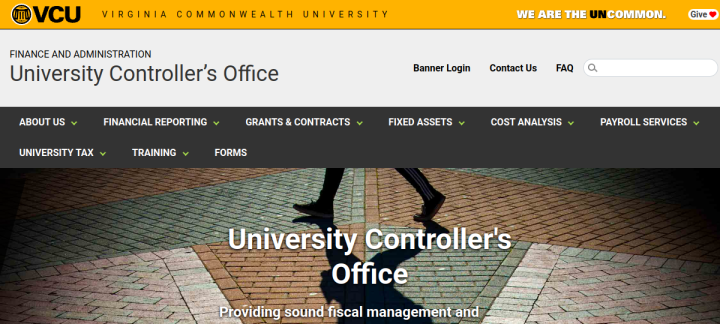 VCU VIRGINIA COMMONWEALTH UNIVERSITY WE ARE THE UNCOMMON. Give
FINANCE AND ADMINISTRATION
University Controller's Office
Banner Login Contact Us FAQ
ABOUT US FINANCIAL REPORTING GRANTS & CONTRACTS FIXED ASSETS COST ANALYSIS PAYROLL SERVICES
UNIVERSITY TAX TRAINING FORMS
University Controller's
Office
Providing sound fiscal management and